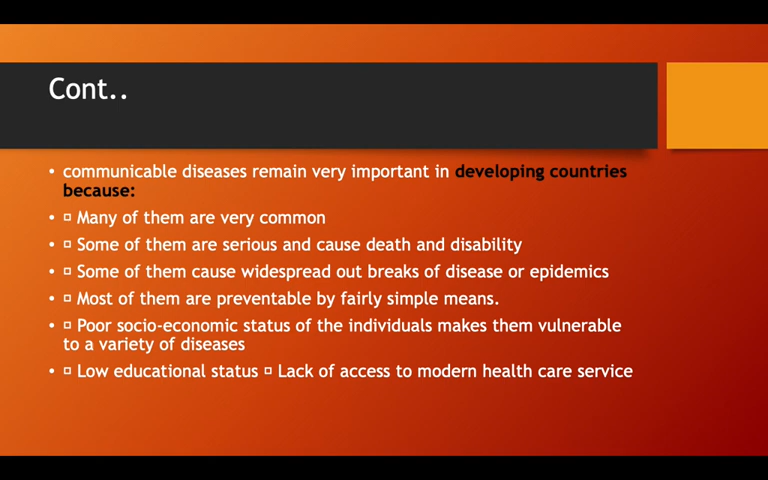 Cont..
• communicable diseases remain very important in developing countries
because:
• □ Many of them are very common
• □ Some of them are serious and cause death and disability
• □ Some of them cause widespread out breaks of disease or epidemics
• □ Most of them are preventable by fairly simple means.
• □ Poor socio-economic status of the individuals makes them vulnerable
to a variety of diseases
• □ Low educational status □ Lack of access to modern health care service